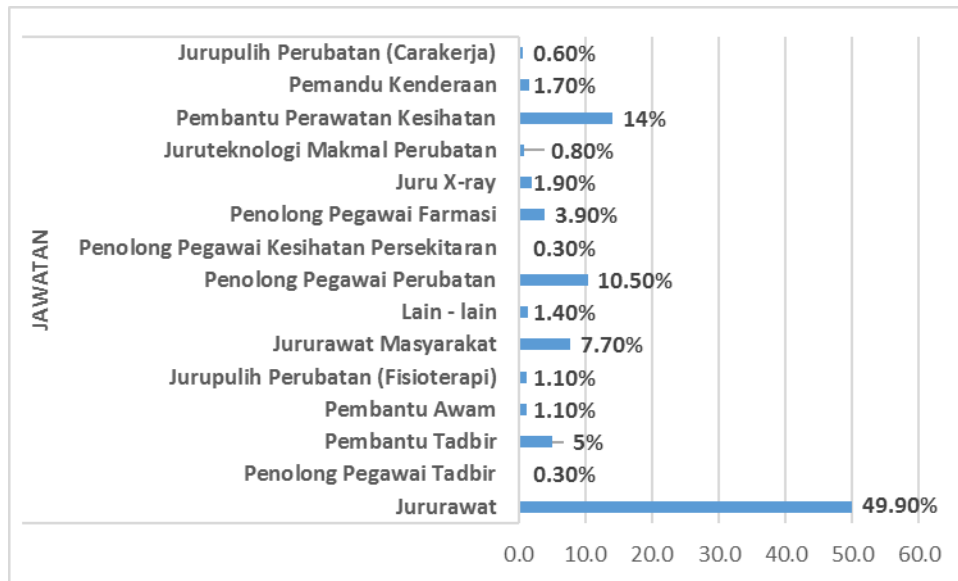 JAWATAN
Jurupulih Perubatan (Carakerja) 0.60%
Pemandu Kenderaan 1.70%
Pembantu Perawatan Kesihatan 14%
Juruteknologi Makmal Perubatan 0.80%
Juru X-ray 1.90%
Penolong Pegawai Farmasi 3.90%
Penolong Pegawai Kesihatan Persekitaran 0.30%
Penolong Pegawai Perubatan 10.50%
Lain - lain 1.40%
Jururawat Masyarakat 7.70%
Jurupulih Perubatan (Fisioterapi) 1.10%
Pembantu Awam 1.10%
Pembantu Tadbir 5%
Penolong Pegawai Tadbir 0.30%
Jururawat 49.90%
0.0 10.0 20.0 30.0 40.0 50.0 60.0